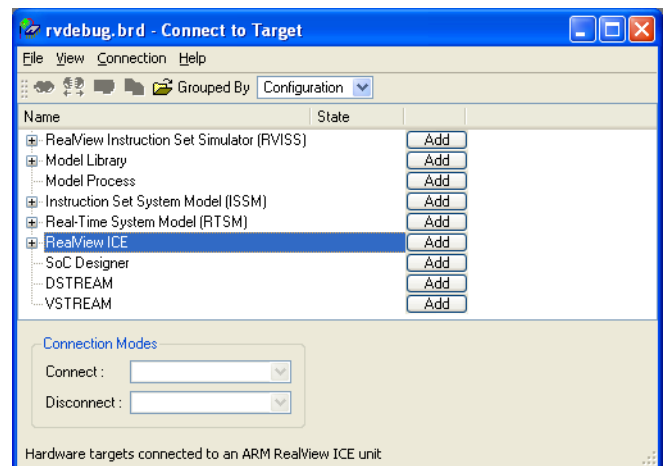 rvdebug.brd - Connect to Target
File View Connection Help
Grouped By Configuration
Name State
RealView Instruction Set Simulator (RVISS) Add
Model Library Add
Model Process Add
Instruction Set System Model (ISSM) Add
Real-Time System Model (RTSM) Add
RealView ICE Add
SoC Designer Add
DSTREAM Add
VSTREAM Add
Connection Modes
Connect :
Disconnect :
Hardware targets connected to an ARM RealView ICE unit